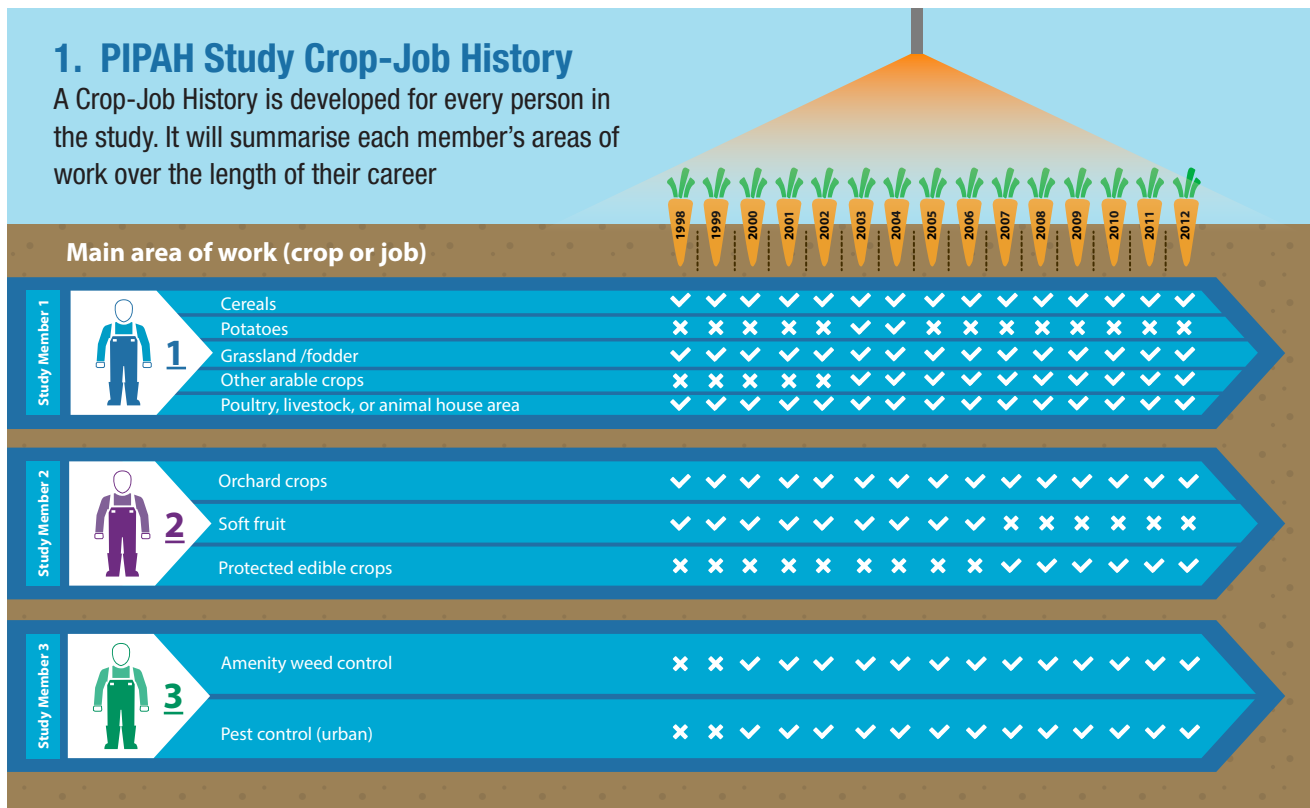 1. PIPAH Study Crop-Job History
A Crop-Job History is developed for every person in
the study. It will summarise each member’s areas of
work over the length of their career
1998 1999 2000 2001 2002 2003 2004 2005 2006 2007 2008 2009 2010 2011 2012
Main area of work (crop or job)
Study Member 1
1
Cereals
Potatoes
Grassland /fodder
Other arable crops
Poultry, livestock, or animal house area
Study Member 2
2
Orchard crops
Soft fruit
Protected edible crops
Study Member 3
3
Amenity weed control
Pest control (urban)